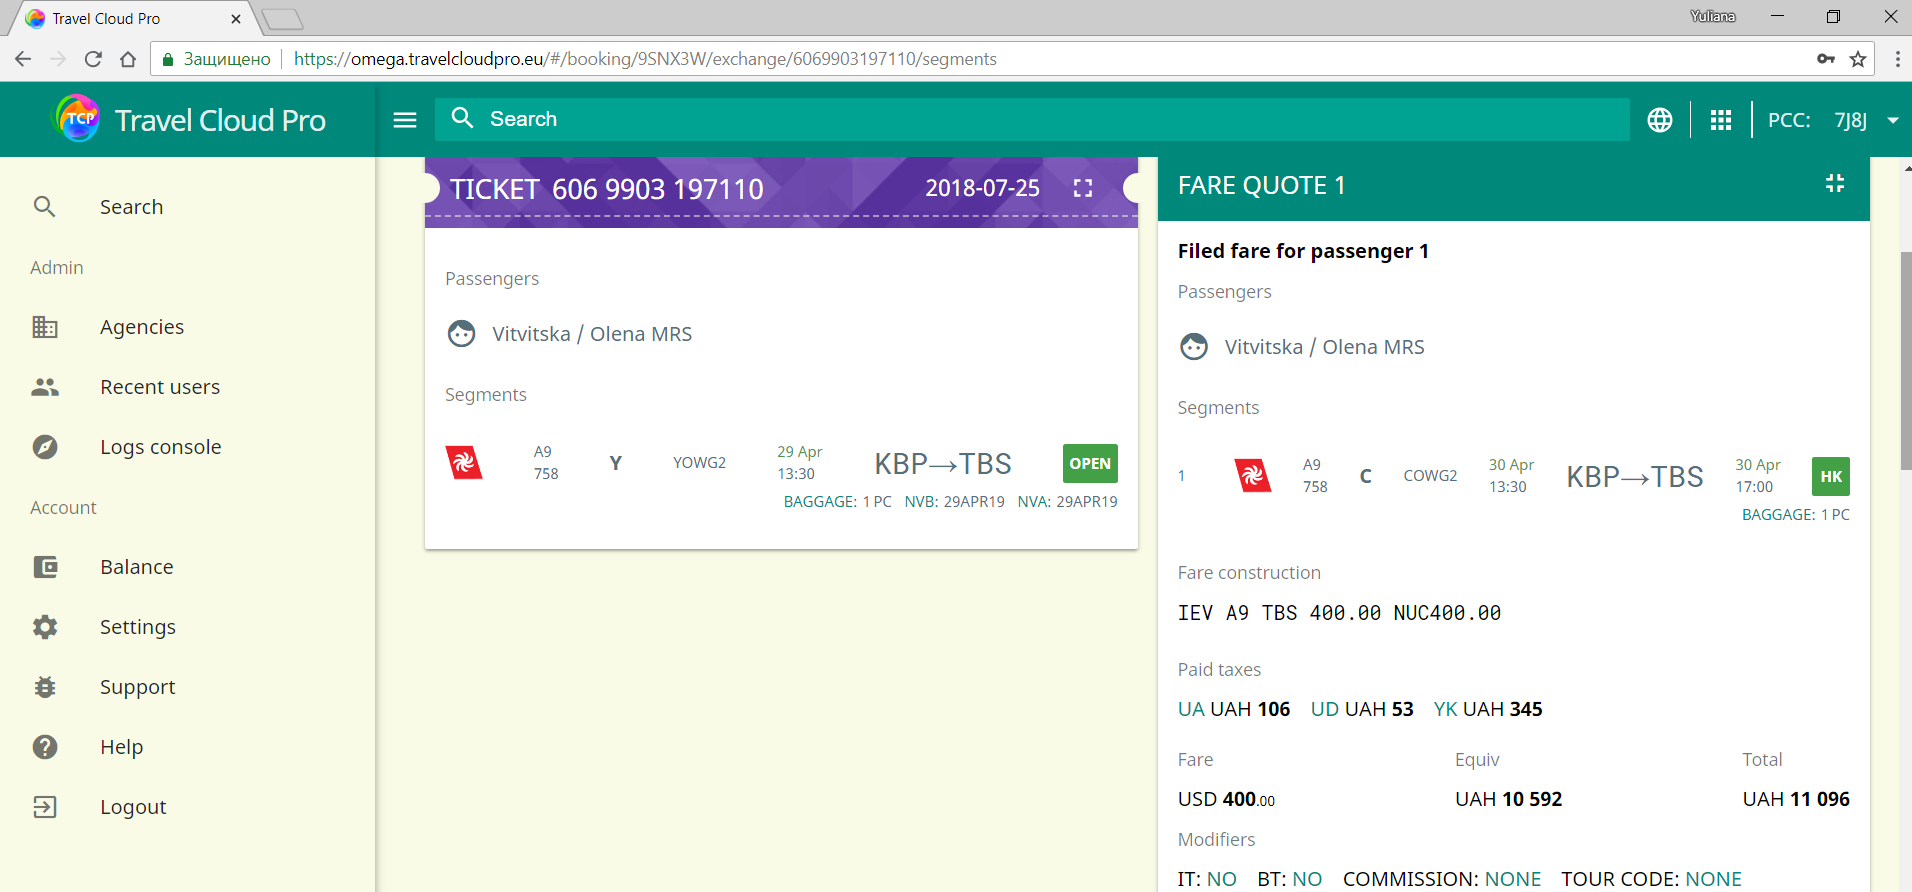 Travel Cloud Pro
Yuliana
Защищено
https://omega.travelcloudpro.eu/#/booking/9SNX3W/exchange/6069903197110/segments
TCP
Travel Cloud Pro
Search
PCC: 7J8J
Search
Admin
Agencies
Recent users
Logs console
Account
Balance
Settings
Support
Help
Logout
TICKET 606 9903 197110
2018-07-25
Passengers
Vitvitska / Olena MRS
Segments
A9
758
Y
YOWG2
29 Apr
13:30
KBP→TBS
OPEN
BAGGAGE: 1 PC NVB: 29APR19 NVA: 29APR19
FARE QUOTE 1
Filed fare for passenger 1
Passengers
Vitvitska / Olena MRS
Segments
1
A9
758
C
COWG2
30 Apr
13:30
KBP→TBS
30 Apr
17:00
HK
BAGGAGE: 1 PC
Fare construction
IEV A9 TBS 400.00 NUC400.00
Paid taxes
UA UAH 106 UD UAH 53 YK UAH 345
Fare Equiv Total
USD 400.00 UAH 10 592 UAH 11 096
Modifiers
IT: NO BT: NO COMMISSION: NONE TOUR CODE: NONE